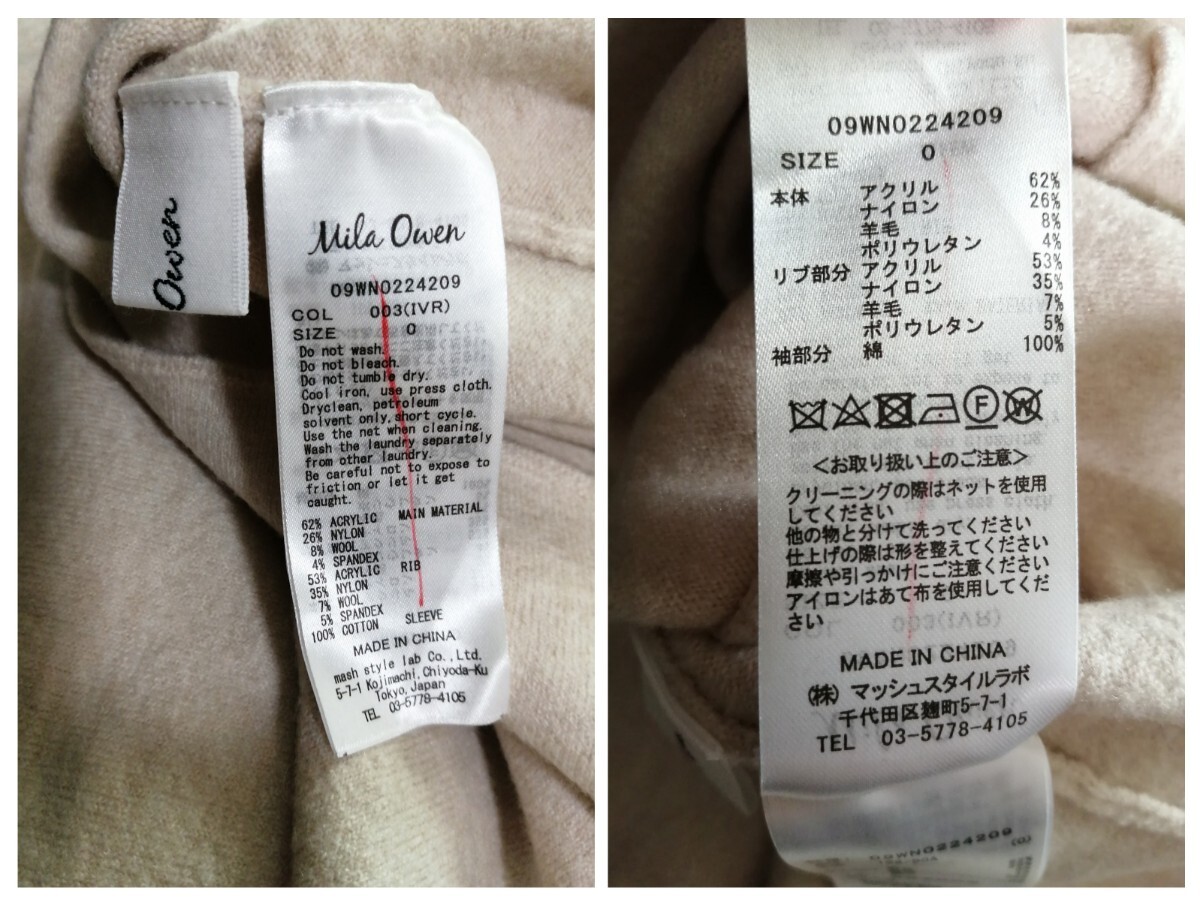 Owen
Mila Owen
09WN0224209
COL 003(IVR)
SIZE 0
Do not wash.
Do not bleach.
Do not tumble dry.
Cool iron, use press cloth.
Dryclean, petroleum
solvent only, short cycle.
Use the net when cleaning.
Wash the laundry separately
from other laundry.
Be careful not to expose to
friction or let it get
caught.
62% ACRYLIC MAIN MATERIAL
26% NYLON
8% WOOL
4% SPANDEX
53% ACRYLIC RIB
35% NYLON
7% WOOL
5% SPANDEX
100% COTTON SLEEVE
MADE IN CHINA
mash style lab Co.,Ltd.
5-7-1 Kojimachi, Chiyoda-Ku
Tokyo, Japan
TEL 03-5778-4105
09WN0224209
SIZE 0
本体 アクリル 62%
ナイロン 26%
羊毛 8%
ポリウレタン 4%
リブ部分 アクリル 53%
ナイロン 35%
羊毛 7%
ポリウレタン 5%
袖部分 綿 100%
F W
<お取り扱い上のご注意>
クリーニングの際はネットを使用
してください
他の物と分けて洗ってください
仕上げの際は形を整えてください
摩擦や引っかけにご注意ください
アイロンはあて布を使用してくだ
さい
MADE IN CHINA
(株) マッシュスタイルラボ
千代田区麹町5-7-1
TEL 03-5778-4105
09WN0224209